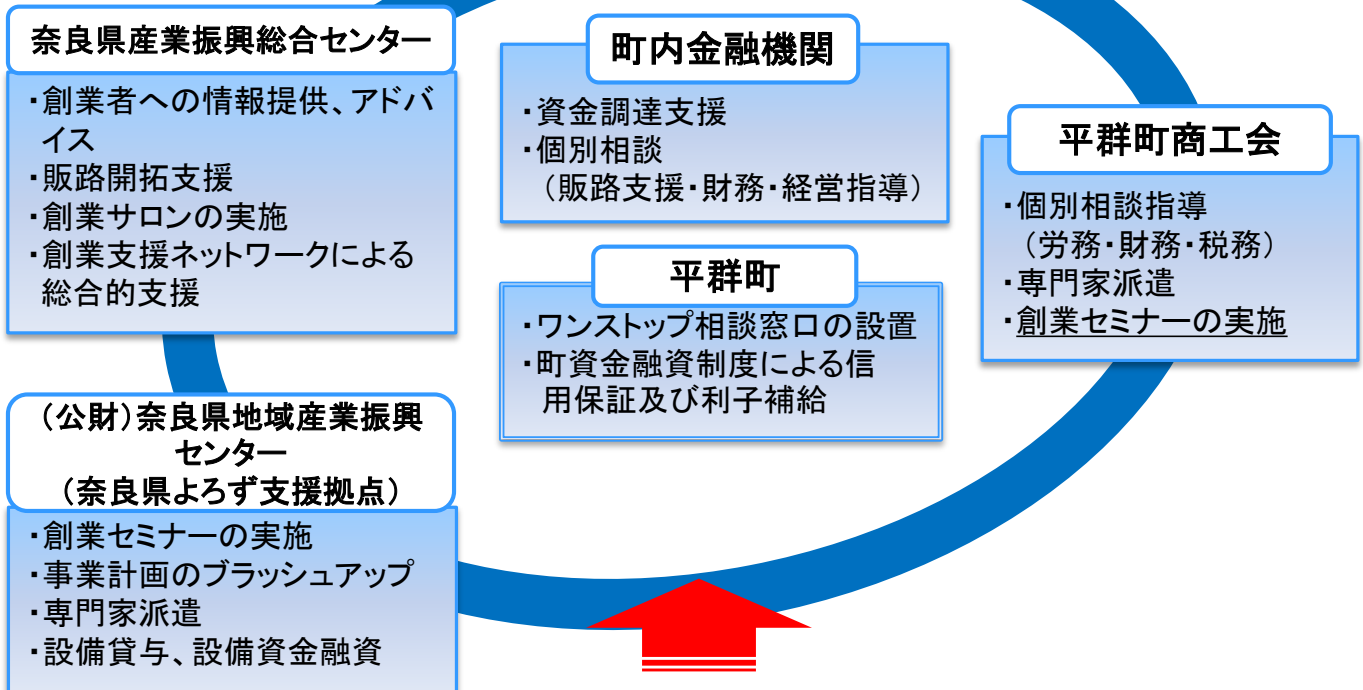 奈良県産業振興総合センター
・創業者への情報提供、アドバ
イス
・販路開拓支援
・創業サロンの実施
・創業支援ネットワークによる
総合的支援
町内金融機関
・資金調達支援
・個別相談
（販路支援・財務・経営指導）
平群町商工会
・個別相談指導
（労務・財務・税務）
・専門家派遣
・創業セミナーの実施
平群町
・ワンストップ相談窓口の設置
・町資金融資制度による信
用保証及び利子補給
（公財）奈良県地域産業振興
センター
（奈良県よろず支援拠点）
・創業セミナーの実施
・事業計画のブラッシュアップ
・専門家派遣
・設備貸与、設備資金融資